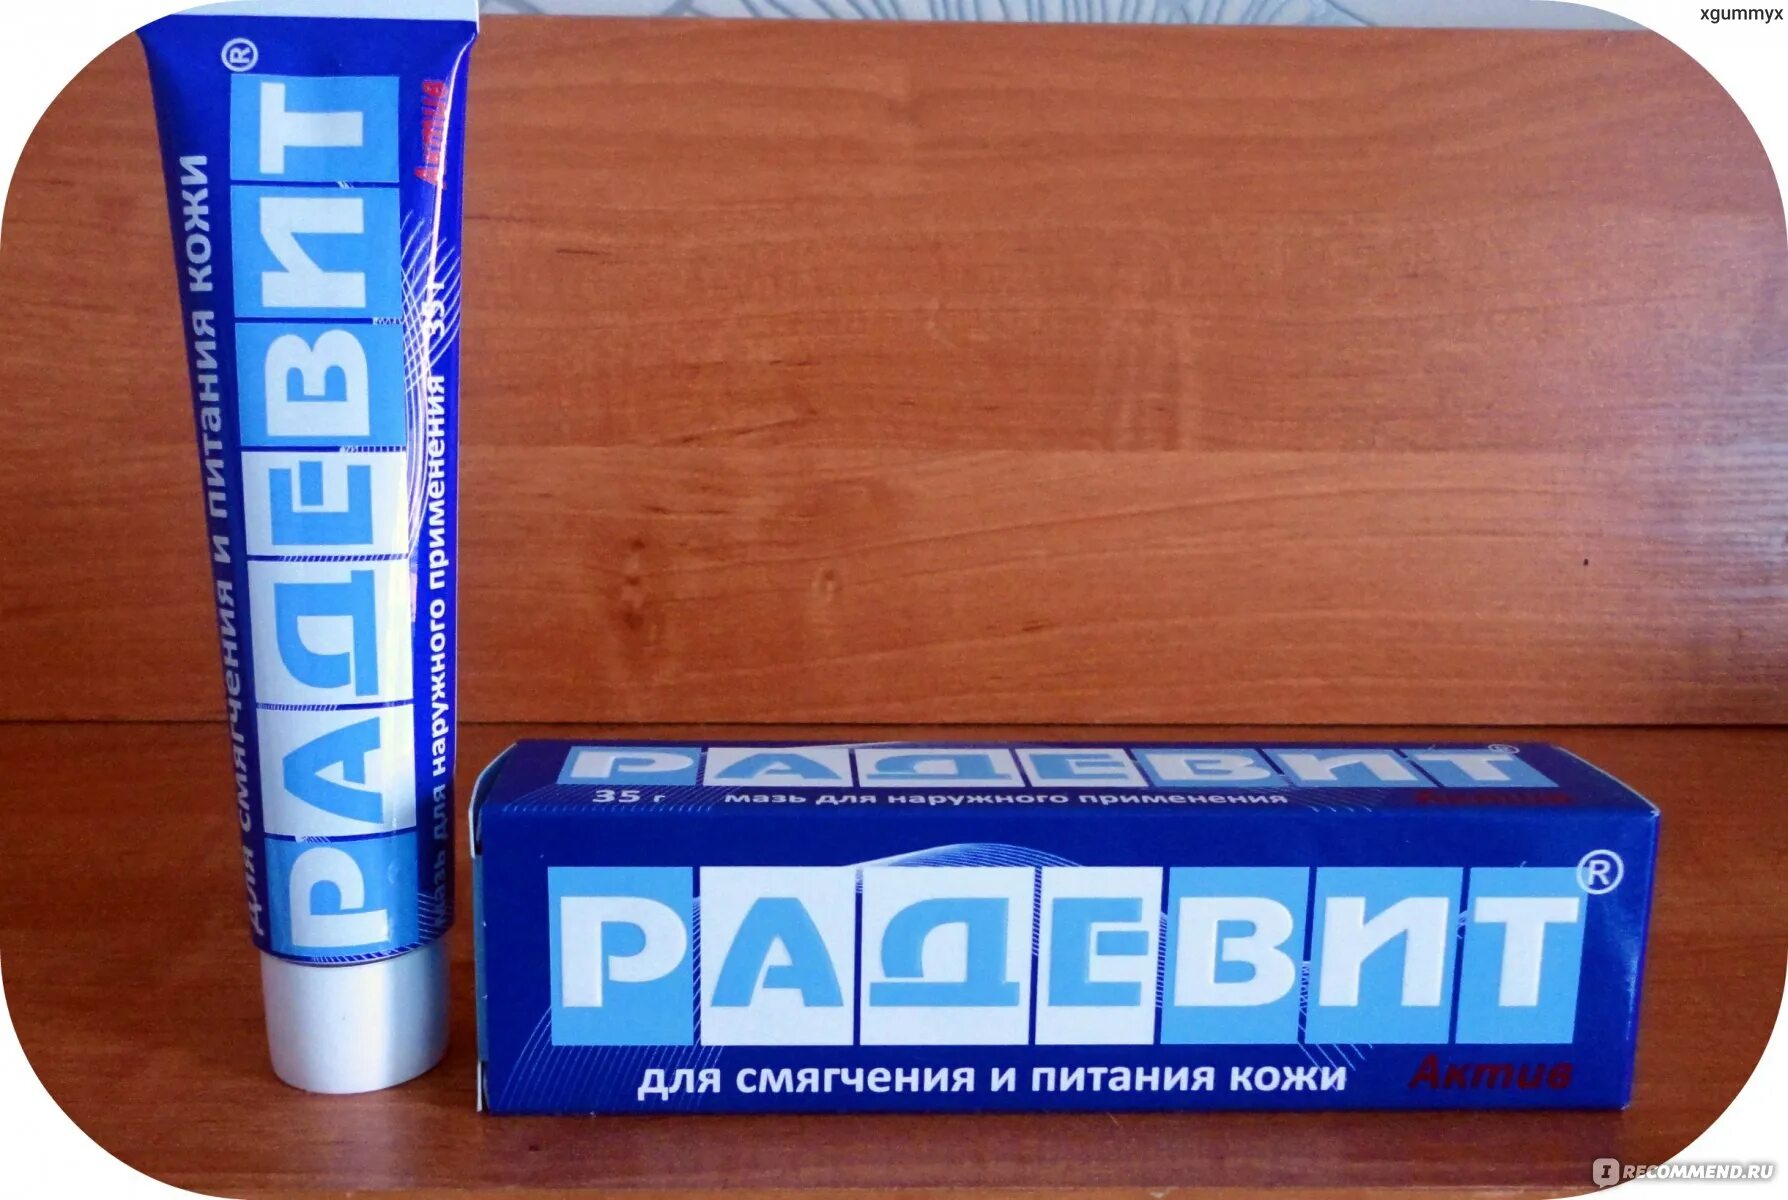 xgummyx
для смягчения и питания кожи
РАДЕВИТ®
Актив
Мазь для наружного применения 35 г
РАДЕВИТ®
35 г мазь для наружного применения Актив
РАДЕВИТ®
для смягчения и питания кожи Актив
IRECOMMEND.RU